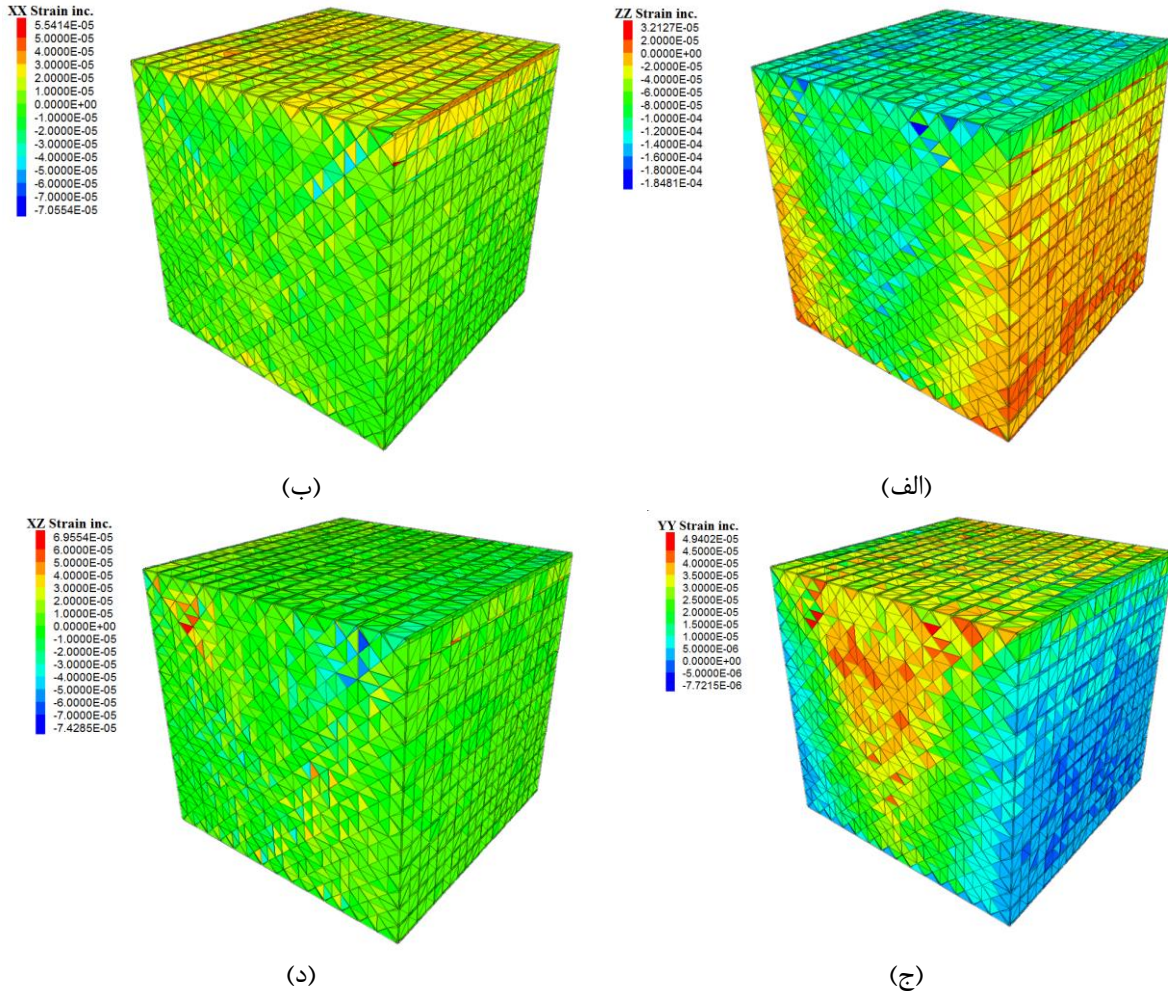 XX Strain inc.
5.5414E-05
5.0000E-05
4.0000E-05
3.0000E-05
2.0000E-05
1.0000E-05
0.0000E+00
-1.0000E-05
-2.0000E-05
-3.0000E-05
-4.0000E-05
-5.0000E-05
-6.0000E-05
-7.0000E-05
-7.0554E-05
(ب)
ZZ Strain inc.
3.2127E-05
2.0000E-05
0.0000E+00
-2.0000E-05
-4.0000E-05
-6.0000E-05
-8.0000E-05
-1.0000E-04
-1.2000E-04
-1.4000E-04
-1.6000E-04
-1.8000E-04
-1.8481E-04
(الف)
XZ Strain inc.
6.9554E-05
6.0000E-05
5.0000E-05
4.0000E-05
3.0000E-05
2.0000E-05
1.0000E-05
0.0000E+00
-1.0000E-05
-2.0000E-05
-3.0000E-05
-4.0000E-05
-5.0000E-05
-6.0000E-05
-7.0000E-05
-7.4285E-05
(د)
YY Strain inc.
4.9402E-05
4.5000E-05
4.0000E-05
3.5000E-05
3.0000E-05
2.5000E-05
2.0000E-05
1.5000E-05
1.0000E-05
5.0000E-06
0.0000E+00
-5.0000E-06
-7.7215E-06
(ج)